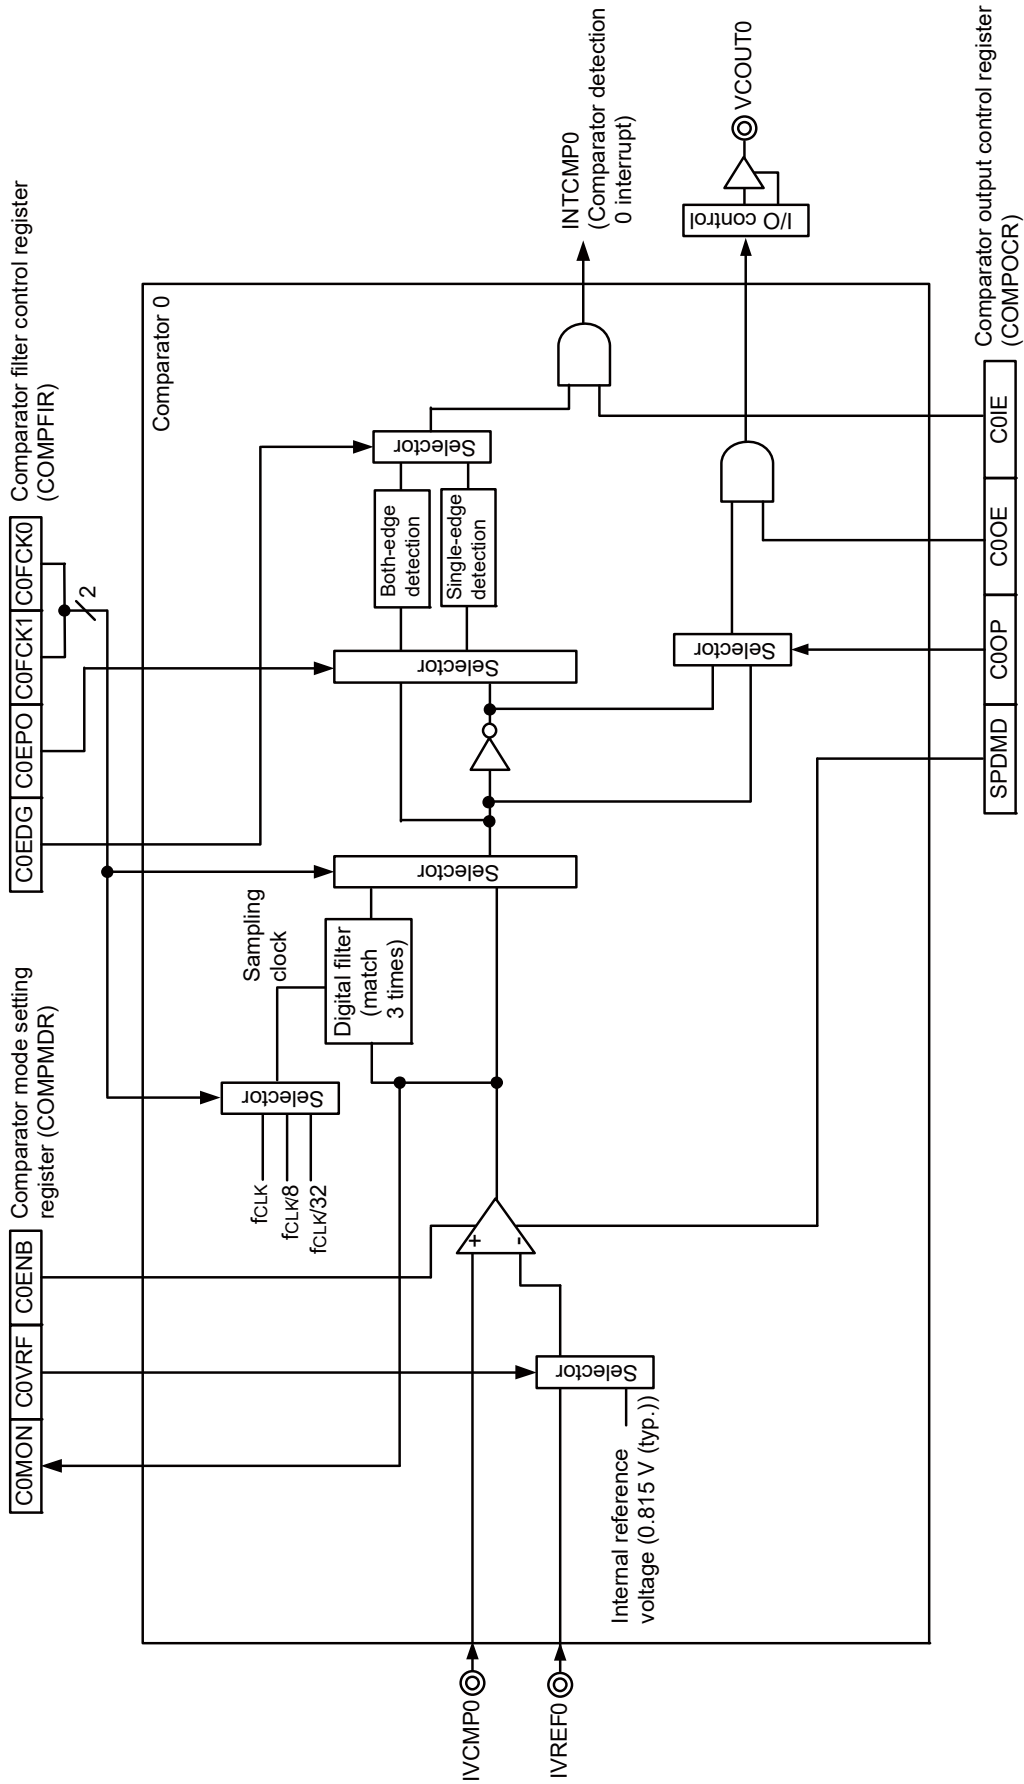 Comparator mode setting
register (COMPMDR)
C0MON
C0VRF
C0ENB
Comparator filter control register
(COMPFIR)
C0EDG
C0EPO
C0FCK1
C0FCK0
2
Comparator 0
fCLK
fCLK/8
fCLK/32
Selector
Sampling
clock
Digital filter
(match
3 times)
Selector
Selector
Both-edge
detection
Single-edge
detection
Selector
INTCMP0
(Comparator detection
0 interrupt)
IVCMP0
+
-
IVREF0
Selector
Internal reference
voltage (0.815 V (typ.))
Selector
I/O control
VCOUT0
SPDMD
C0OP
C0OE
C0IE
Comparator output control register
(COMPOCR)